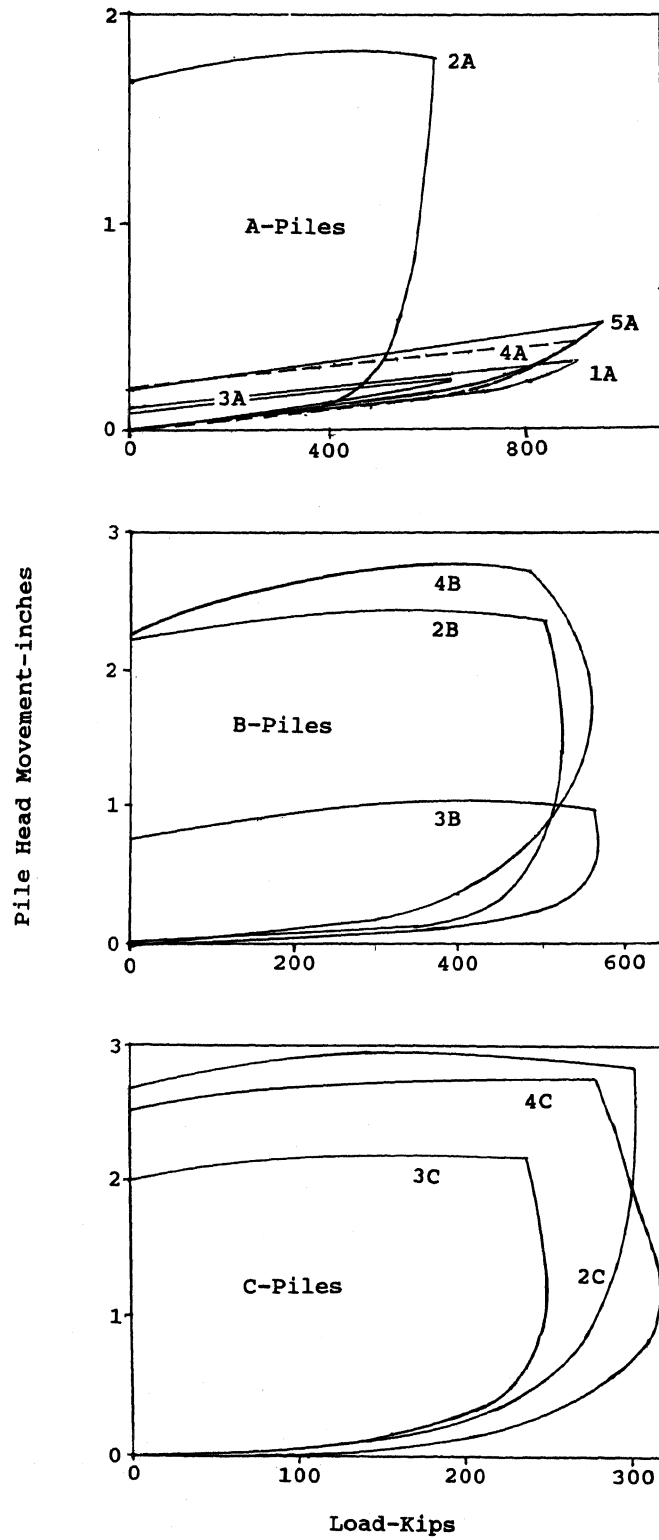 2
2A
A-Piles
1
5A
4A
1A
3A
0
0 400 800
3
4B
2B
2
B-Piles
1
3B
0
0 200 400 600
Pile Head Movement-inches
3
4C
2
3C
C-Piles
2C
1
0
0 100 200 300
Load-Kips